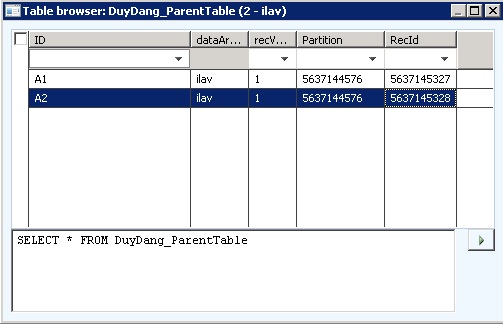 Table browser: DuyDang_ParentTable (2 - ilav)
ID dataAr... recV... Partition RecId
A1 ilav 1 5637144576 5637145327
A2 ilav 1 5637144576 5637145328
SELECT * FROM DuyDang_ParentTable